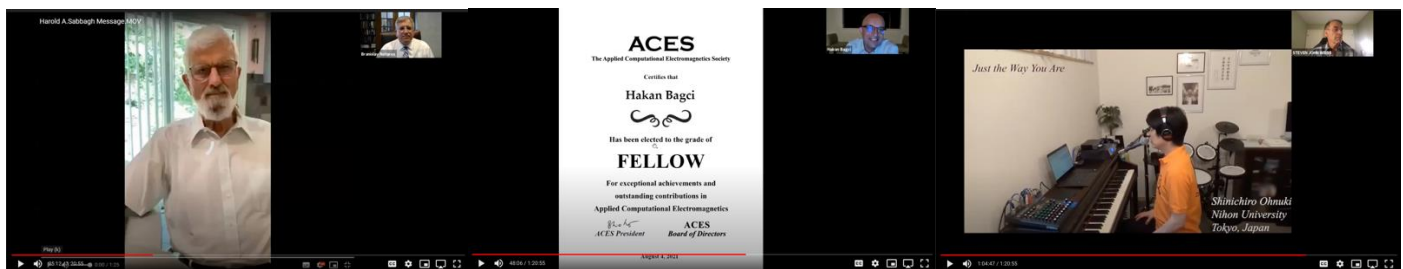 Harold A.Sabbagh Message.MOV
Play (k)
ACES
The Applied Computational Electromagnetics Society
Certifies that
Hakan Bagci
Has been elected to the grade of
FELLOW
For exceptional achievements and
outstanding contributions in
Applied Computational Electromagnetics
ACES President
ACES
Board of Directors
August 4, 2021
Hakan Bagci
48:06 / 1:20:55
Just the Way You Are
Shinichiro Ohnuki
Nihon University
Tokyo, Japan
1:04:47 / 1:20:55